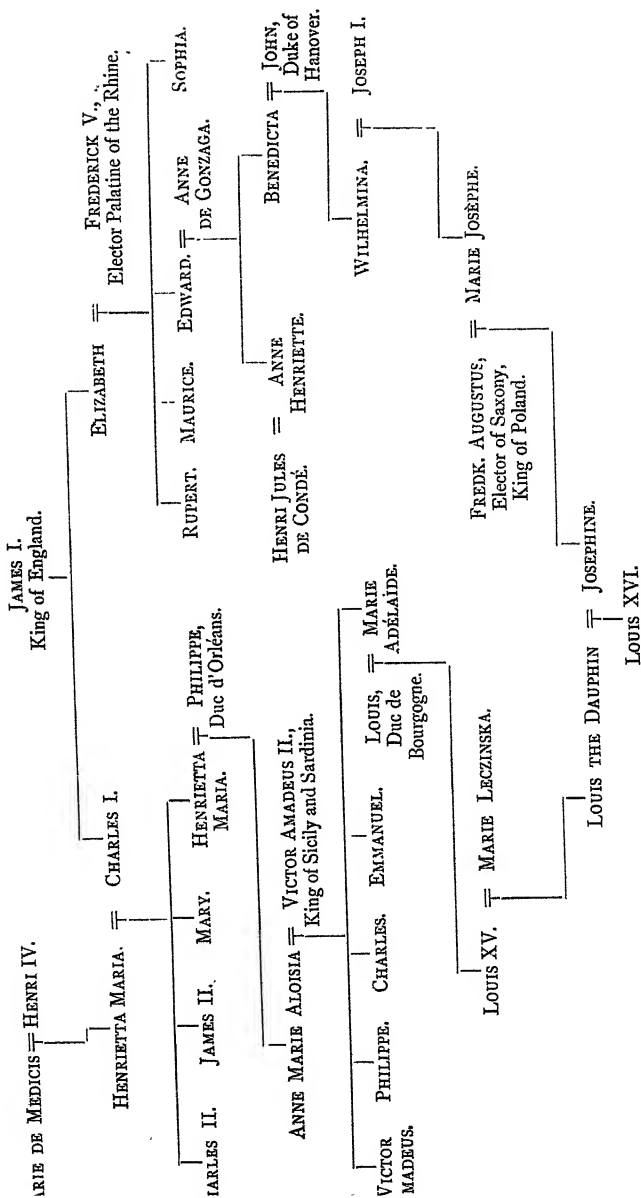 JAMES I.
King of England.
ARIE DE MEDICIS = HENRI IV.
HENRIETTA MARIA. = CHARLES I.
ELIZABETH = FREDERICK V.,
Elector Palatine of the Rhine.
HARLES II. JAMES II. MARY. HENRIETTA = PHILIPPE,
MARIA. Duc d'Orléans.
RUPERT. MAURICE. EDWARD. = ANNE SOPHIA.
DE GONZAGA.
ANNE MARIE ALOISIA = VICTOR AMADEUS II.,
King of Sicily and Sardinia.
HENRI JULES = ANNE
DE CONDÉ. HENRIETTE.
BENEDICTA = JOHN,
Duke of
Hanover.
VICTOR PHILIPPE. CHARLES. EMMANUEL. LOUIS, = MARIE
MADEUS. Duc de ADÉLAÏDE.
Bourgogne.
WILHELMINA. = JOSEPH I.
LOUIS XV. = MARIE LECZINSKA.
FREDK. AUGUSTUS, = MARIE JOSÈPHE.
Elector of Saxony,
King of Poland.
LOUIS THE DAUPHIN = JOSEPHINE.
LOUIS XVI.